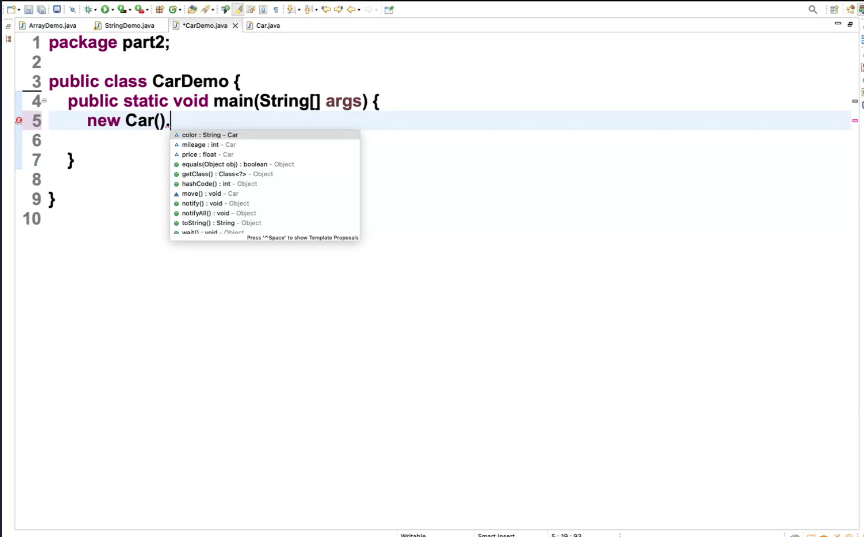 ArrayDemo.java StringDemo.java *CarDemo.java Car.java
1 package part2;
2
3 public class CarDemo {
4 public static void main(String[] args) {
5 new Car().
6
7 }
8
9 }
10
color : String - Car
mileage : int - Car
price : float - Car
equals(Object obj) : boolean - Object
getClass() : Class<?> - Object
hashCode() : int - Object
move() : void - Car
notify() : void - Object
notifyAll() : void - Object
toString() : String - Object
wait() : void - Object
Press '^Space' to show Template Proposals
Writable Smart Insert 5 : 19 : 93